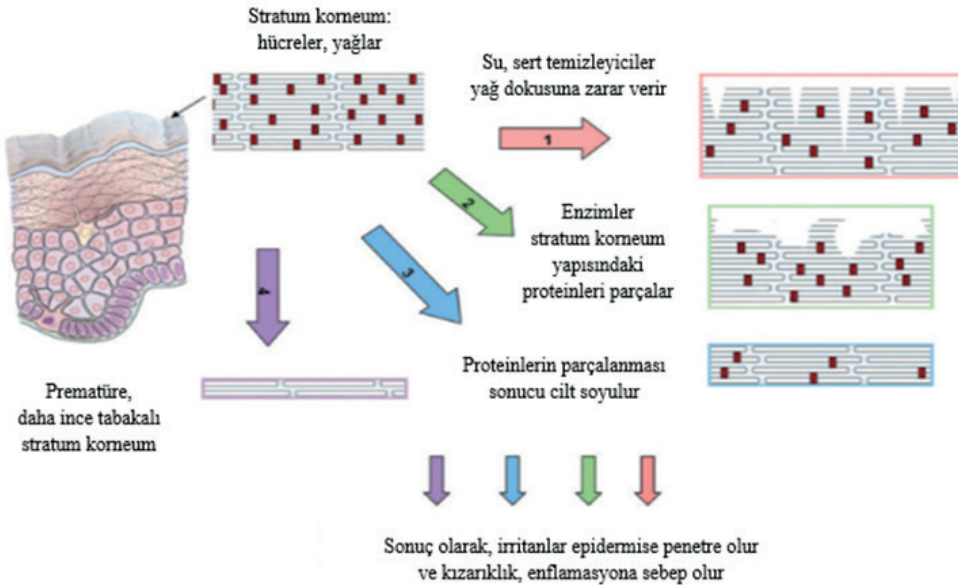 Stratum korneum:
hücreler, yağlar
Su, sert temizleyiciler
yağ dokusuna zarar verir
1
2
Enzimler
stratum korneum
yapısındaki
proteinleri parçalar
3
4
Proteinlerin parçalanması
sonucu cilt soyulur
Prematüre,
daha ince tabakalı
stratum korneum
Sonuç olarak, irritanlar epidermise penetre olur
ve kızarıklık, enflamasyona sebep olur